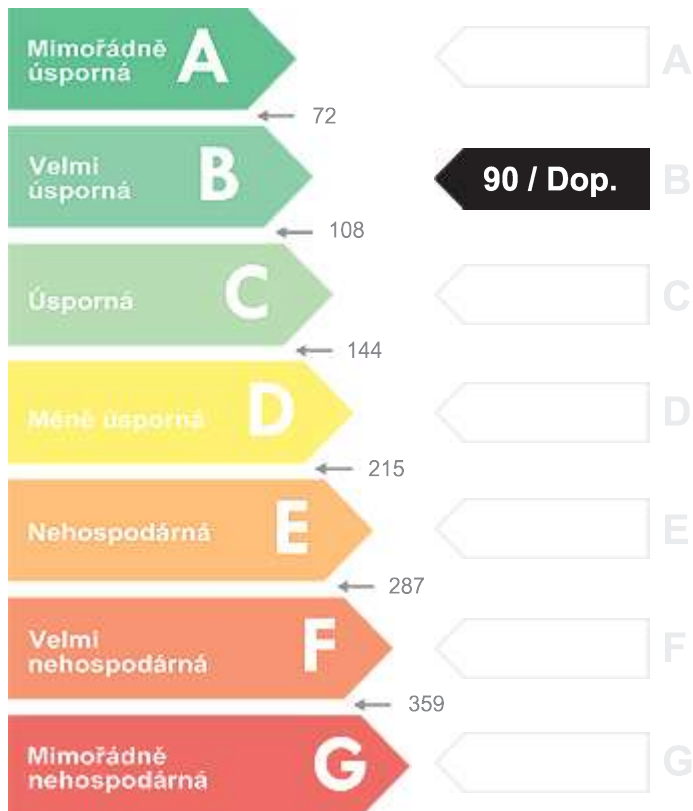 Mimořádně
úsporná
A
A
72
Velmi
úsporná
B
90 / Dop.
B
108
Úsporná
C
C
144
Méně úsporná
D
D
215
Nehospodárná
E
E
287
Velmi
nehospodárná
F
F
359
Mimořádně
nehospodárná
G
G